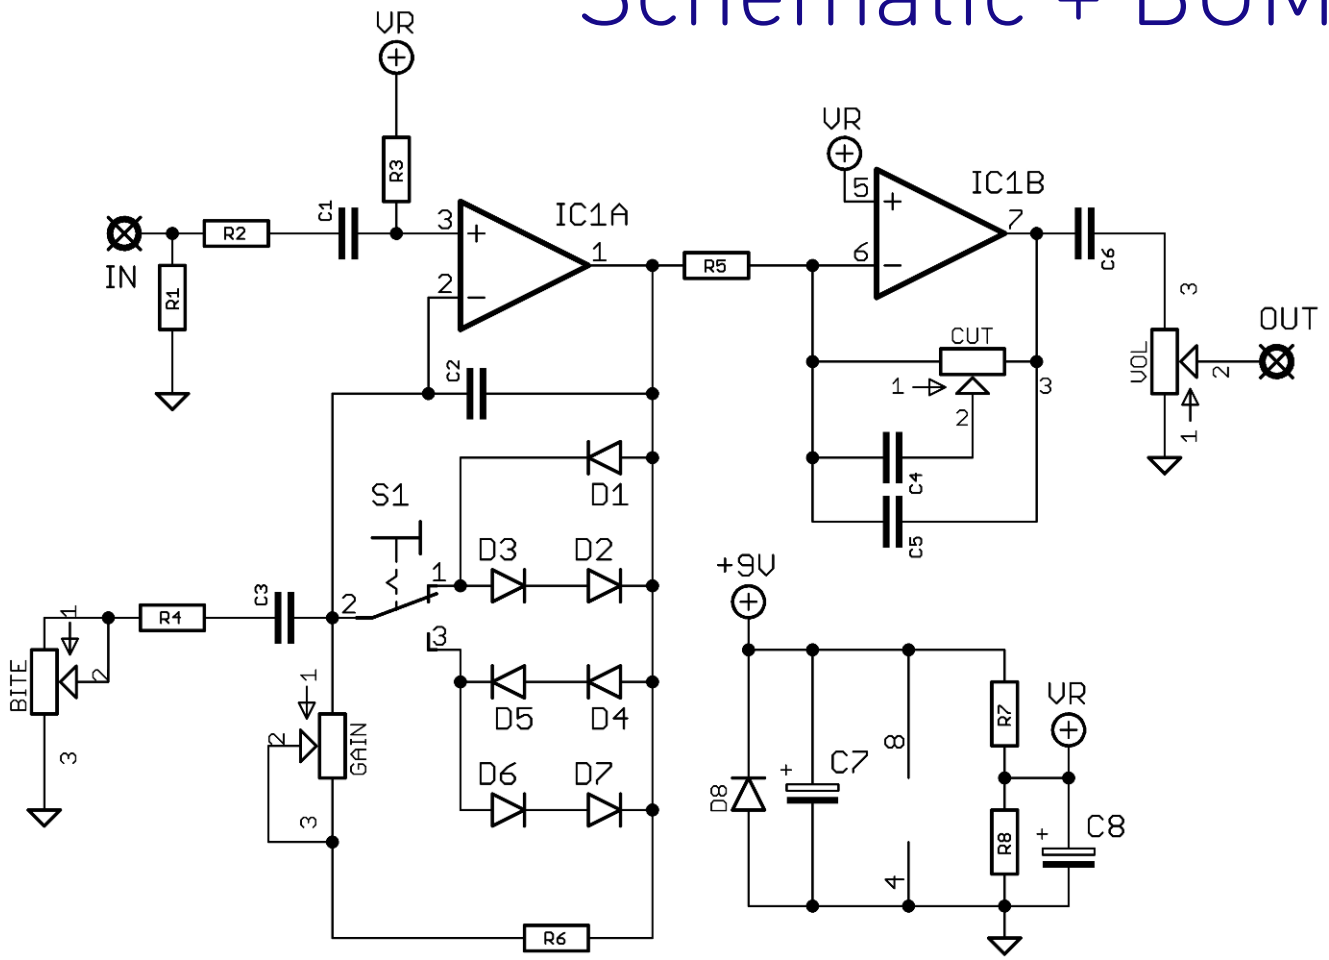 Schematic + BOM
VR
R3
VR
5
IC1B
7
6
C1
3
IC1A
1
R2
R5
C6
IN
R1
2
3
OUT
CUT
VOL
2
1
1
3
2
C2
C4
C5
D1
S1
D3
D2
1
2
3
C3
R4
1
2
BITE
3
1
2
GAIN
3
D5
D4
D6
D7
R6
+9V
D8
+
C7
8
4
R7
VR
R8
+
C8